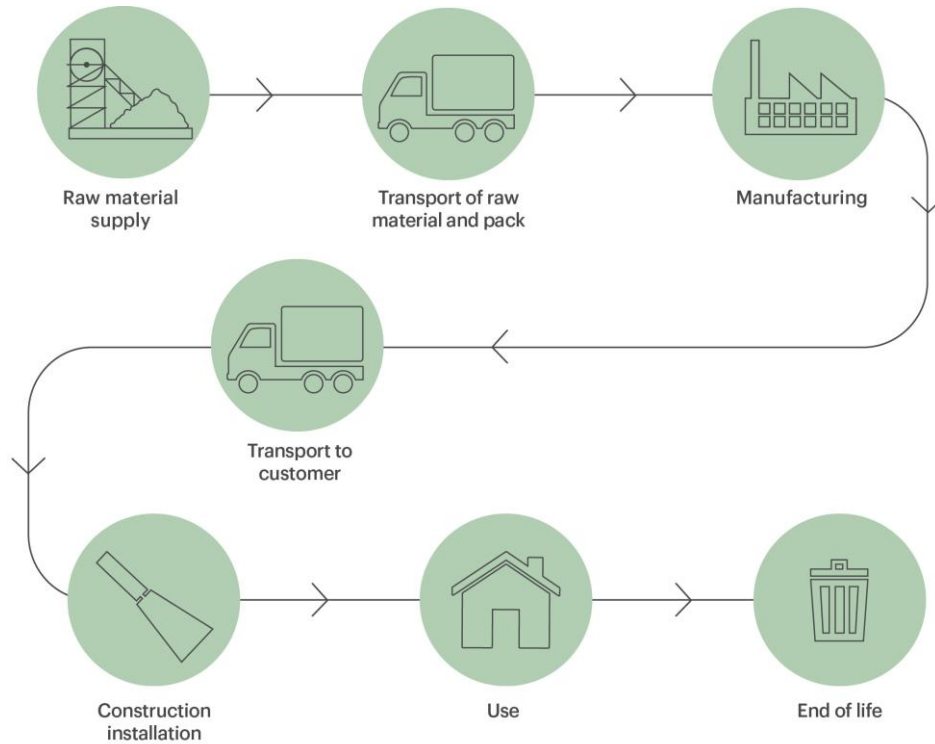 Raw material
supply
Transport of raw
material and pack
Manufacturing
Transport to
customer
Construction
installation
Use
End of life